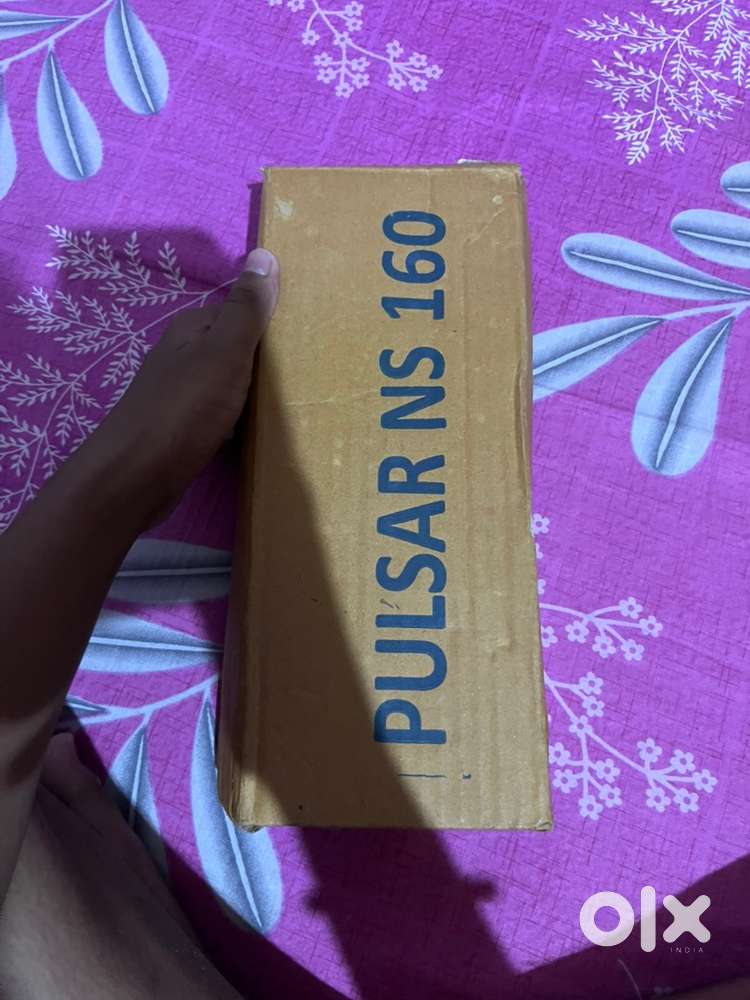 PULSAR NS 160
olx
INDIA